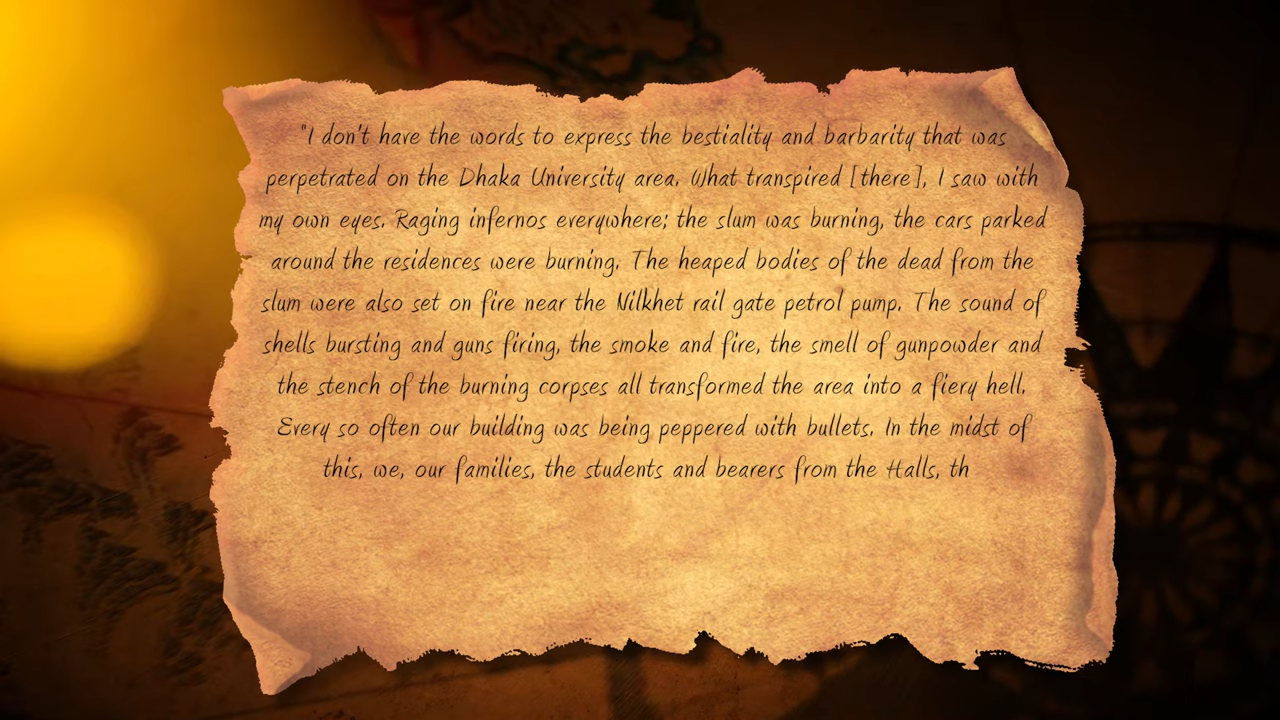 "I don't have the words to express the bestiality and barbarity that was
perpetrated on the Dhaka University area. What transpired [there], I saw with
my own eyes. Raging infernos everywhere; the slum was burning, the cars parked
around the residences were burning. The heaped bodies of the dead from the
slum were also set on fire near the Nilkhet rail gate petrol pump. The sound of
shells bursting and guns firing, the smoke and fire, the smell of gunpowder and
the stench of the burning corpses all transformed the area into a fiery hell.
Every so often our building was being peppered with bullets. In the midst of
this, we, our families, the students and bearers from the Halls, th